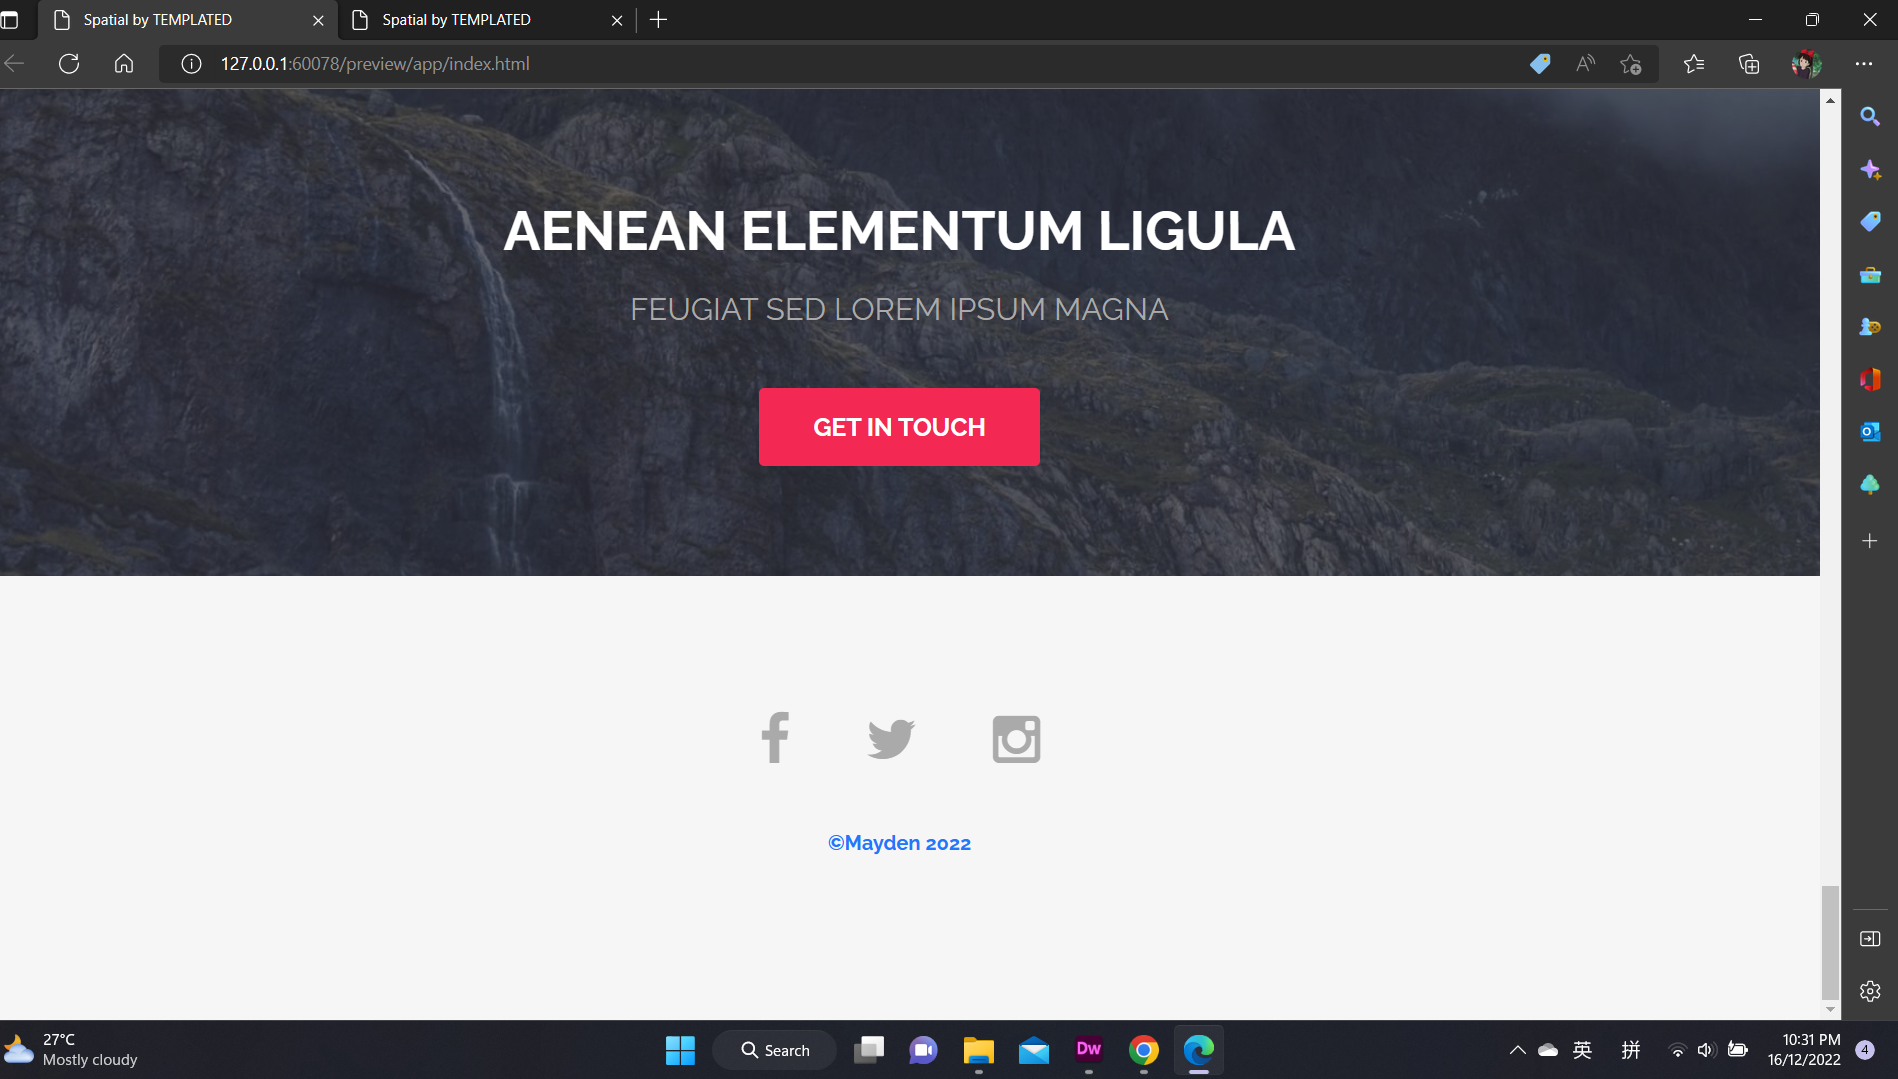 Spatial by TEMPLATED
Spatial by TEMPLATED
127.0.0.1:60078/preview/app/index.html
AENEAN ELEMENTUM LIGULA
FEUGIAT SED LOREM IPSUM MAGNA
GET IN TOUCH
©Mayden 2022
27°C
Mostly cloudy
Search
Dw
英
拼
10:31 PM
16/12/2022
4